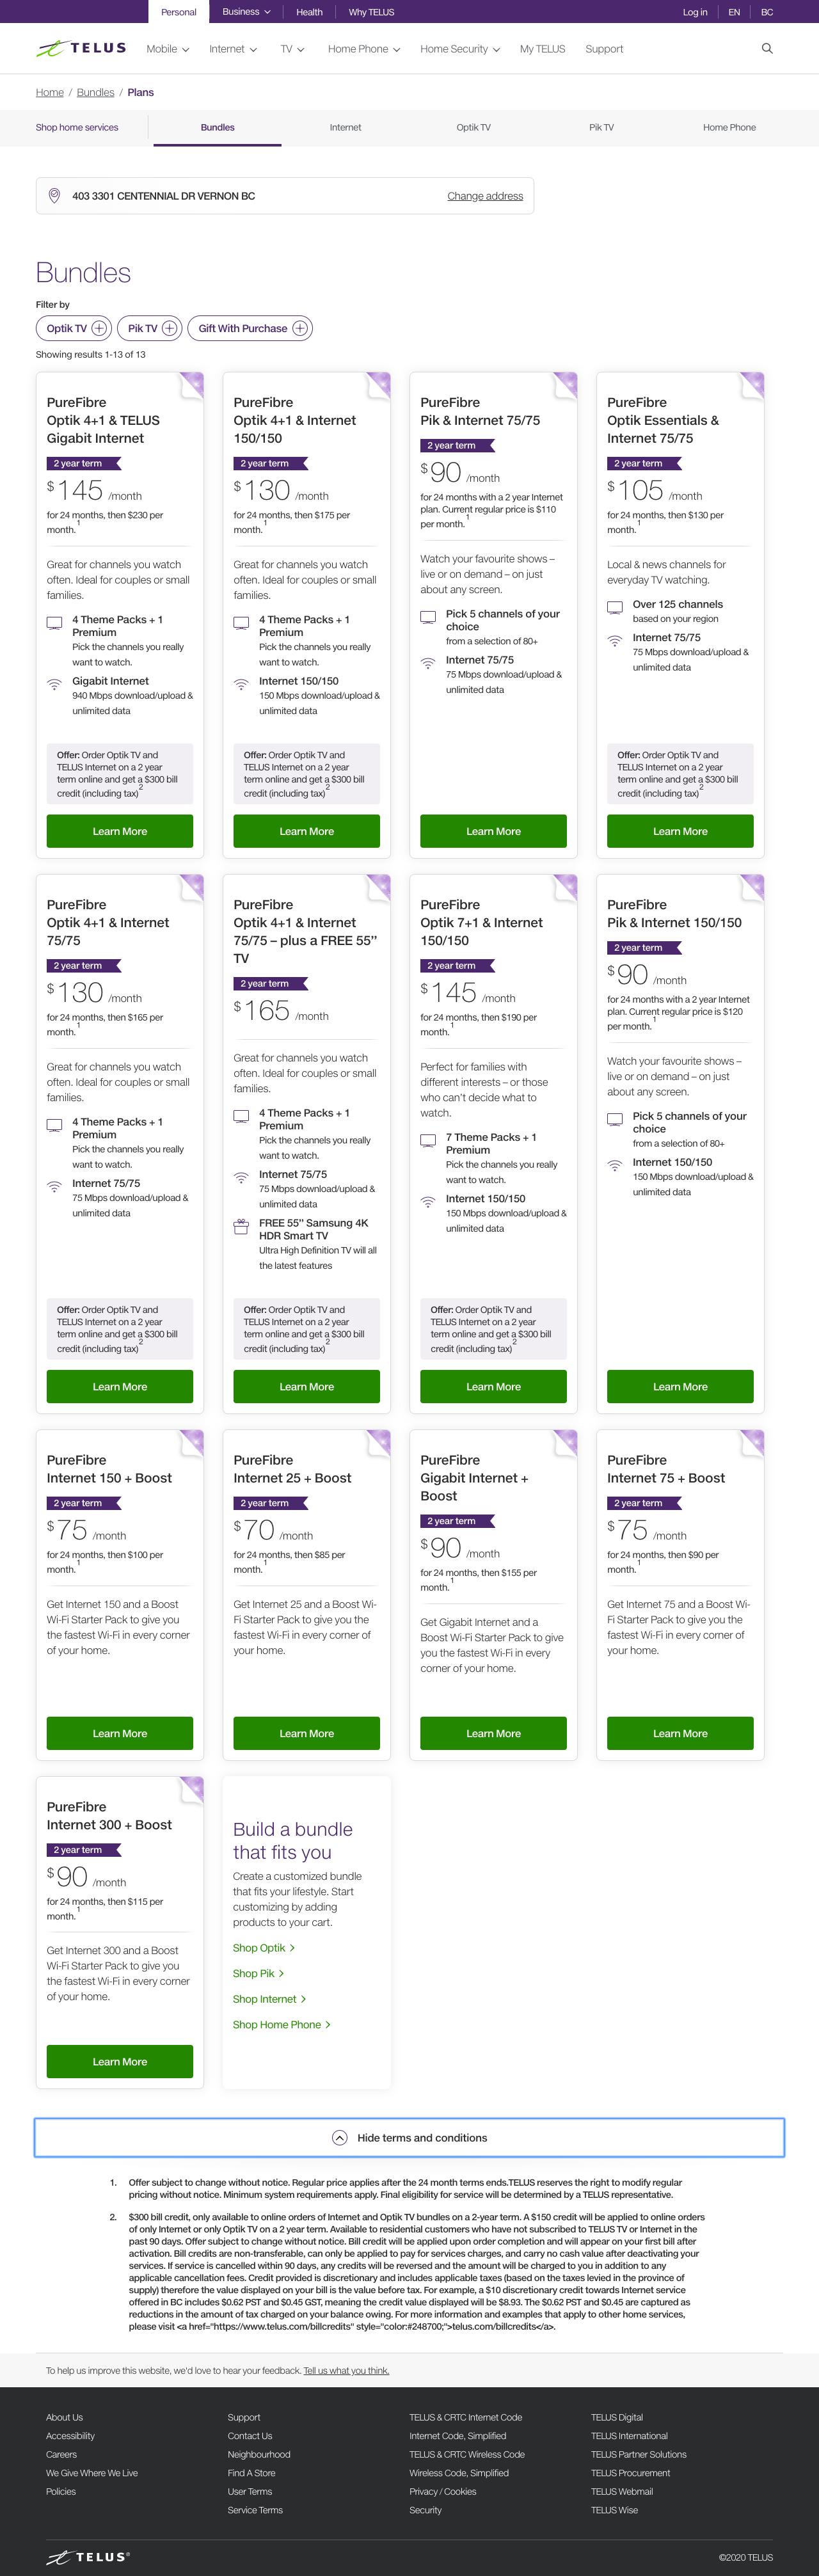 Personal Business Health Why TELUS Log in EN BC
TELUS Mobile Internet TV Home Phone Home Security My TELUS Support
Home / Bundles / Plans
Shop home services Bundles Internet Optik TV Pik TV Home Phone
403 3301 CENTENNIAL DR VERNON BC Change address
Bundles
Filter by
Optik TV Pik TV Gift With Purchase
Showing results 1-13 of 13
PureFibre
Optik 4+1 & TELUS
Gigabit Internet
2 year term
$145 /month
for 24 months, then $230 per
month.1
Great for channels you watch
often. Ideal for couples or small
families.
4 Theme Packs + 1
Premium
Pick the channels you really
want to watch.
Gigabit Internet
940 Mbps download/upload &
unlimited data
Offer: Order Optik TV and
TELUS Internet on a 2 year
term online and get a $300 bill
credit (including tax)2
Learn More
PureFibre
Optik 4+1 & Internet
150/150
2 year term
$130 /month
for 24 months, then $175 per
month.1
Great for channels you watch
often. Ideal for couples or small
families.
4 Theme Packs + 1
Premium
Pick the channels you really
want to watch.
Internet 150/150
150 Mbps download/upload &
unlimited data
Offer: Order Optik TV and
TELUS Internet on a 2 year
term online and get a $300 bill
credit (including tax)2
Learn More
PureFibre
Pik & Internet 75/75
2 year term
$90 /month
for 24 months with a 2 year Internet
plan. Current regular price is $110
per month.1
Watch your favourite shows –
live or on demand – on just
about any screen.
Pick 5 channels of your
choice
from a selection of 80+
Internet 75/75
75 Mbps download/upload &
unlimited data
Learn More
PureFibre
Optik Essentials &
Internet 75/75
2 year term
$105 /month
for 24 months, then $130 per
month.1
Local & news channels for
everyday TV watching.
Over 125 channels
based on your region
Internet 75/75
75 Mbps download/upload &
unlimited data
Offer: Order Optik TV and
TELUS Internet on a 2 year
term online and get a $300 bill
credit (including tax)2
Learn More
PureFibre
Optik 4+1 & Internet
75/75
2 year term
$130 /month
for 24 months, then $165 per
month.1
Great for channels you watch
often. Ideal for couples or small
families.
4 Theme Packs + 1
Premium
Pick the channels you really
want to watch.
Internet 75/75
75 Mbps download/upload &
unlimited data
Offer: Order Optik TV and
TELUS Internet on a 2 year
term online and get a $300 bill
credit (including tax)2
Learn More
PureFibre
Optik 4+1 & Internet
75/75 – plus a FREE 55”
TV
2 year term
$165 /month
Great for channels you watch
often. Ideal for couples or small
families.
4 Theme Packs + 1
Premium
Pick the channels you really
want to watch.
Internet 75/75
75 Mbps download/upload &
unlimited data
FREE 55” Samsung 4K
HDR Smart TV
Ultra High Definition TV will all
the latest features
Offer: Order Optik TV and
TELUS Internet on a 2 year
term online and get a $300 bill
credit (including tax)2
Learn More
PureFibre
Optik 7+1 & Internet
150/150
2 year term
$145 /month
for 24 months, then $190 per
month.1
Perfect for families with
different interests – or those
who can't decide what to
watch.
7 Theme Packs + 1
Premium
Pick the channels you really
want to watch.
Internet 150/150
150 Mbps download/upload &
unlimited data
Offer: Order Optik TV and
TELUS Internet on a 2 year
term online and get a $300 bill
credit (including tax)2
Learn More
PureFibre
Pik & Internet 150/150
2 year term
$90 /month
for 24 months with a 2 year Internet
plan. Current regular price is $120
per month.1
Watch your favourite shows –
live or on demand – on just
about any screen.
Pick 5 channels of your
choice
from a selection of 80+
Internet 150/150
150 Mbps download/upload &
unlimited data
Learn More
PureFibre
Internet 150 + Boost
2 year term
$75 /month
for 24 months, then $100 per
month.1
Get Internet 150 and a Boost
Wi-Fi Starter Pack to give you
the fastest Wi-Fi in every corner
of your home.
Learn More
PureFibre
Internet 25 + Boost
2 year term
$70 /month
for 24 months, then $85 per
month.1
Get Internet 25 and a Boost Wi-
Fi Starter Pack to give you the
fastest Wi-Fi in every corner of
your home.
Learn More
PureFibre
Gigabit Internet +
Boost
2 year term
$90 /month
for 24 months, then $155 per
month.1
Get Gigabit Internet and a
Boost Wi-Fi Starter Pack to give
you the fastest Wi-Fi in every
corner of your home.
Learn More
PureFibre
Internet 75 + Boost
2 year term
$75 /month
for 24 months, then $90 per
month.1
Get Internet 75 and a Boost Wi-
Fi Starter Pack to give you the
fastest Wi-Fi in every corner of
your home.
Learn More
PureFibre
Internet 300 + Boost
2 year term
$90 /month
for 24 months, then $115 per
month.1
Get Internet 300 and a Boost
Wi-Fi Starter Pack to give you
the fastest Wi-Fi in every corner
of your home.
Learn More
Build a bundle
that fits you
Create a customized bundle
that fits your lifestyle. Start
customizing by adding
products to your cart.
Shop Optik
Shop Pik
Shop Internet
Shop Home Phone
Hide terms and conditions
1. Offer subject to change without notice. Regular price applies after the 24 month terms ends.TELUS reserves the right to modify regular
pricing without notice. Minimum system requirements apply. Final eligibility for service will be determined by a TELUS representative.
2. $300 bill credit, only available to online orders of Internet and Optik TV bundles on a 2-year term. A $150 credit will be applied to online orders
of only Internet or only Optik TV on a 2 year term. Available to residential customers who have not subscribed to TELUS TV or Internet in the
past 90 days. Offer subject to change without notice. Bill credit will be applied upon order completion and will appear on your first bill after
activation. Bill credits are non-transferable, can only be applied to pay for services charges, and carry no cash value after deactivating your
services. If service is cancelled within 90 days, any credits will be reversed and the amount will be charged to you in addition to any
applicable cancellation fees. Credit provided is discretionary and includes applicable taxes (based on the taxes levied in the province of
supply) therefore the value displayed on your bill is the value before tax. For example, a $10 discretionary credit towards Internet service
offered in BC includes $0.62 PST and $0.45 GST, meaning the credit value displayed will be $8.93. The $0.62 PST and $0.45 are captured as
reductions in the amount of tax charged on your balance owing. For more information and examples that apply to other home services,
please visit <a href="https://www.telus.com/billcredits" style="color:#248700;">telus.com/billcredits</a>.
To help us improve this website, we'd love to hear your feedback. Tell us what you think.
About Us Support TELUS & CRTC Internet Code TELUS Digital
Accessibility Contact Us Internet Code, Simplified TELUS International
Careers Neighbourhood TELUS & CRTC Wireless Code TELUS Partner Solutions
We Give Where We Live Find A Store Wireless Code, Simplified TELUS Procurement
Policies User Terms Privacy / Cookies TELUS Webmail
Service Terms Security TELUS Wise
TELUS® ©2020 TELUS